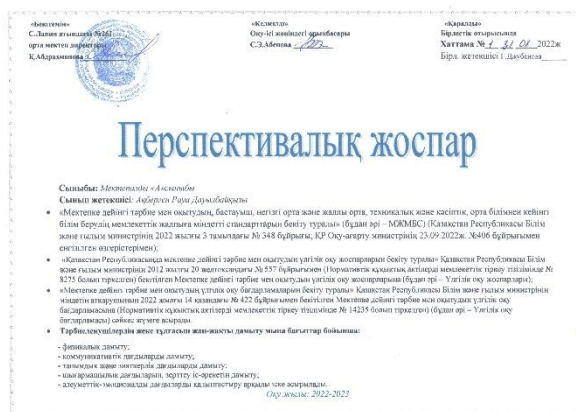 «Бекітемін»
С.Лапин атындағы №261
орта мектеп директоры
Қ.Абдрахманова
«Келісілді»
Оқу-ісі жөніндегі орынбасары
С.Э.Абенова
«Қаралды»
Бірлестік отырысында
Хаттама № 1 31 08 2022ж
Бірл. жетекшісі
Перспективалық жоспар
Сыныбы: Мектепалды «А»сыныбы
Сынып жетекшісі: Ақберген Рауа Дауылбайқызы
• «Мектепке дейінгі тәрбие мен оқытудың, бастауыш, негізгі орта және жалпы орта, техникалық және кәсіптік, орта білімнен кейінгі
білім берудің мемлекеттік жалпыға міндетті стандарттарын бекіту туралы» (бұдан әрі – МЖМБС) (Қазақстан Республикасы Білім
және ғылым министрінің 2022 жылғы 3 тамыздағы № 348 бұйрығы; ҚР Оқу-ағарту министрінің 23.09.2022ж. №406 бұйрығымен
енгізілген өзгерістерімен);
• «Қазақстан Республикасында мектепке дейінгі тәрбие мен оқытудың үлгілік оқу жоспарларын бекіту туралы» Қазақстан Республикасы Білім
және ғылым министрінің 2012 жылғы 20 желтоқсандағы № 557 бұйрығымен (Нормативтік құқықтық актілерді мемлекеттік тіркеу тізілімінде №
8275 болып тіркелген) бекітілген Мектепке дейінгі тәрбие мен оқытудың үлгілік оқу жоспарларына (бұдан әрі – Үлгілік оқу жоспарлары);
• «Мектепке дейінгі тәрбие мен оқытудың үлгілік оқу бағдарламаларын бекіту туралы» Қазақстан Республикасы Білім және ғылым министрінің
міндетін атқарушының 2022 жылғы 14 қазандағы № 422 бұйрығымен бекітілген Мектепке дейінгі тәрбие мен оқытудың үлгілік оқу
бағдарламасына (Нормативтік құқықтық актілерді мемлекеттік тіркеу тізілімінде № 14235 болып тіркелген) (бұдан әрі – Үлгілік оқу
бағдарламасы) сәйкес жүзеге асырады.
• Тәрбиеленушілердің жеке тұлғасын жан-жақты дамыту мына бағыттар бойынша:
- физикалық дамыту;
- коммуникативтік дағдыларды дамыту;
- танымдық және зияткерлік дағдыларды дамыту;
- шығармашылық дағдыларын, зерттеу іс-әрекетін дамыту;
- әлеуметтік-эмоционалды дағдыларды қалыптастыру арқылы іске асырылады.
Оқу жылы: 2022-2023